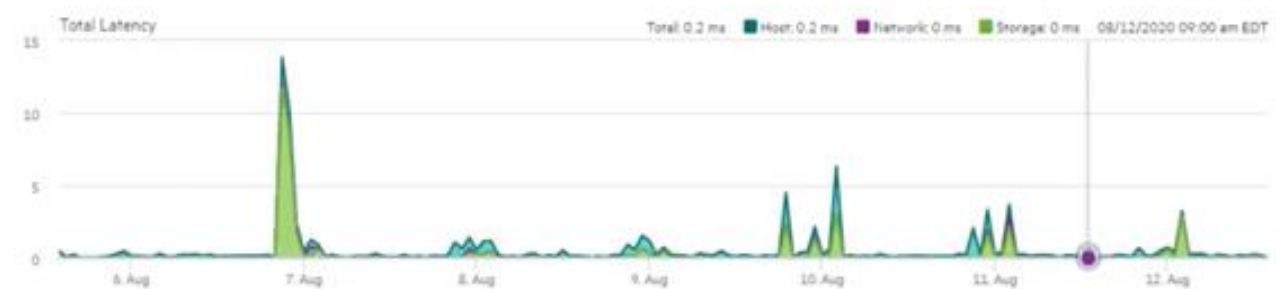 Total Latency
Total: 0.2 ms Host: 0.2 ms Network: 0 ms Storage: 0 ms 08/12/2020 09:00 am EDT
15
10
5
0
6. Aug 7. Aug 8. Aug 9. Aug 10. Aug 11. Aug 12. Aug